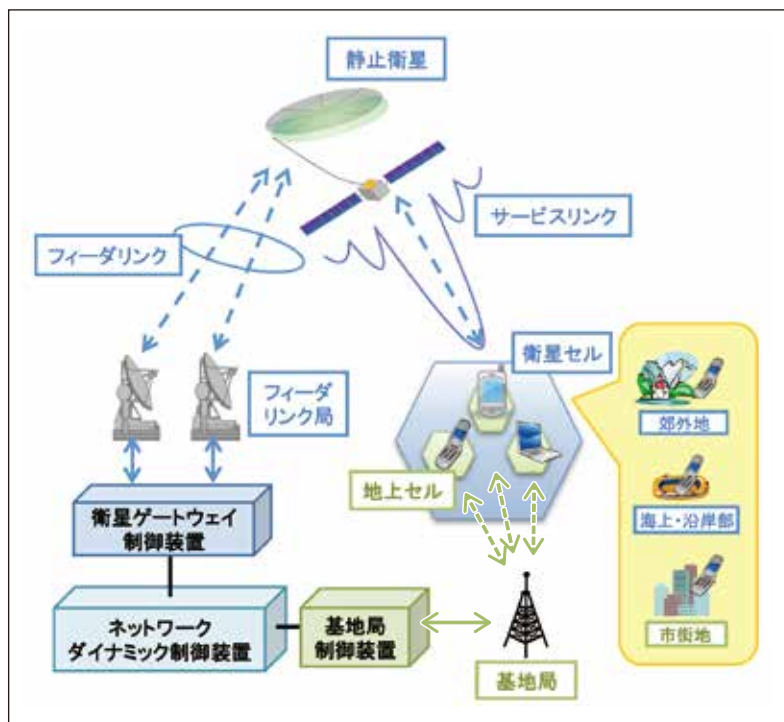 静止衛星
サービスリンク
フィーダリンク
衛星セル
フィーダ
リンク局
郊外地
地上セル
海上・沿岸部
衛星ゲートウェイ
制御装置
市街地
ネットワーク
ダイナミック制御装置
基地局
制御装置
基地局